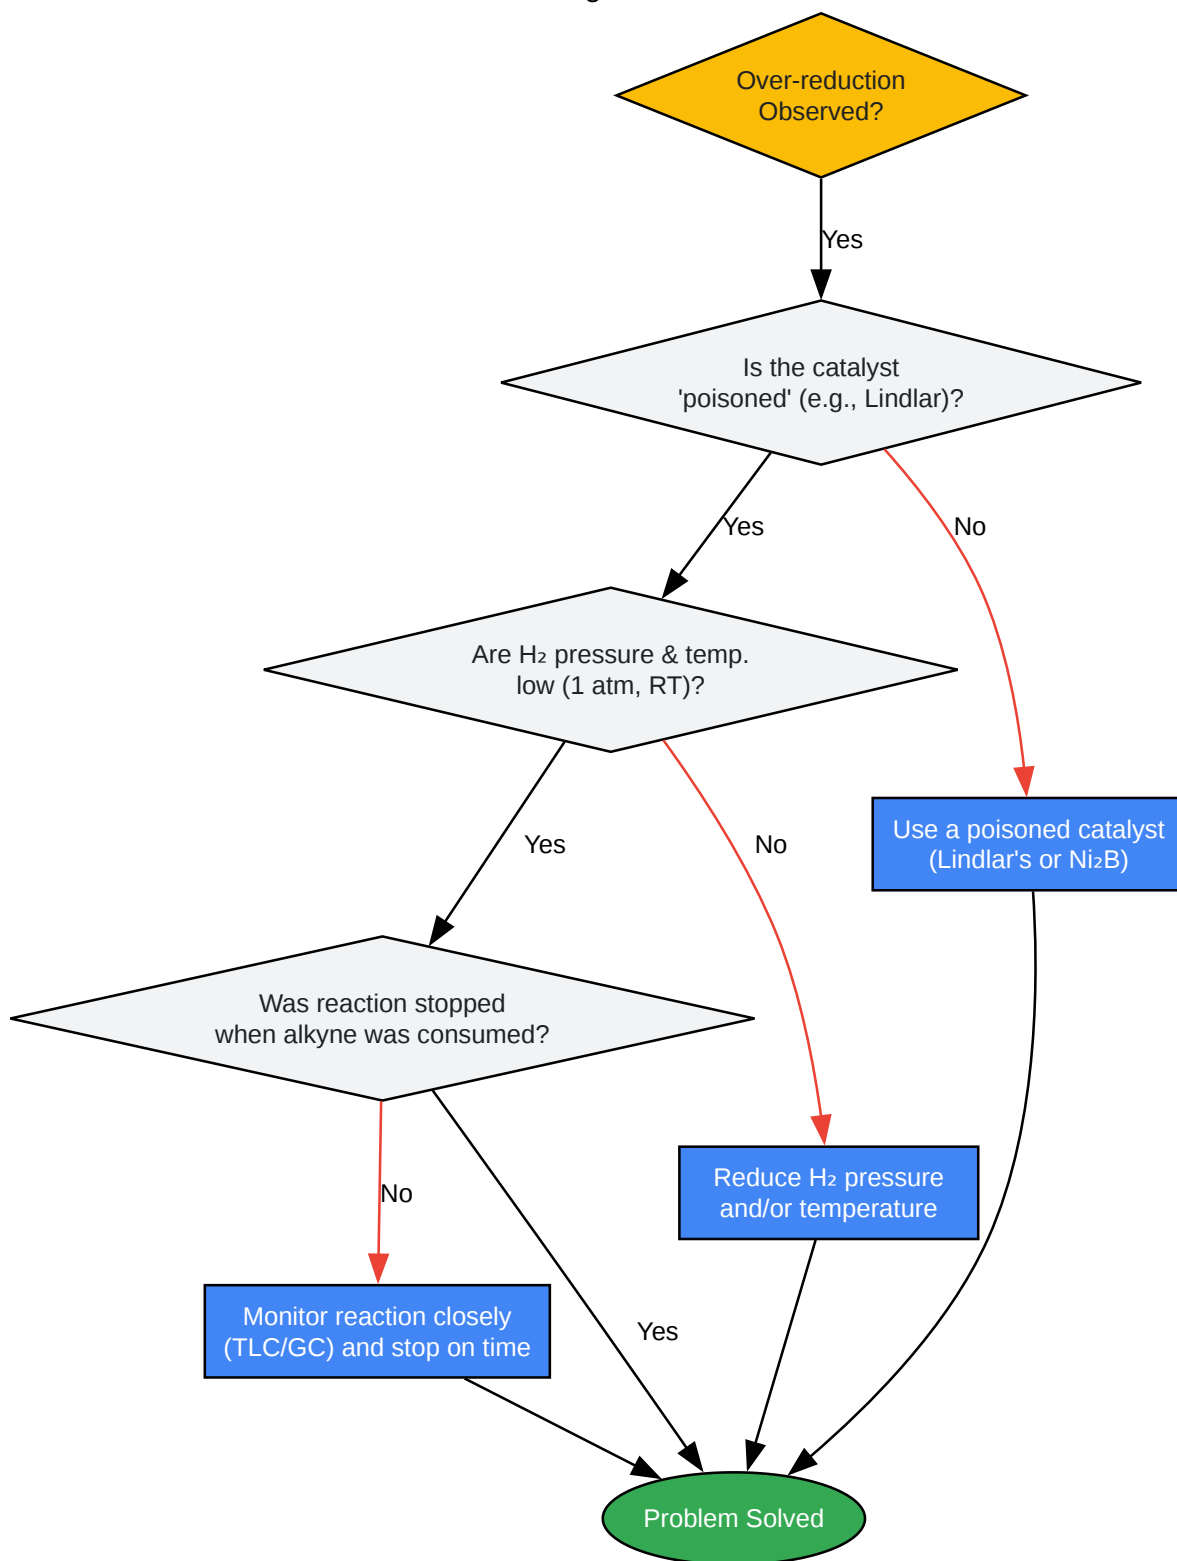 Over-reduction
Observed?
Yes
Is the catalyst
'poisoned' (e.g., Lindlar)?
Yes
No
Are H₂ pressure & temp.
low (1 atm, RT)?
Use a poisoned catalyst
(Lindlar's or Ni₂B)
Yes
No
Was reaction stopped
when alkyne was consumed?
Reduce H₂ pressure
and/or temperature
No
Monitor reaction closely
(TLC/GC) and stop on time
Yes
Problem Solved